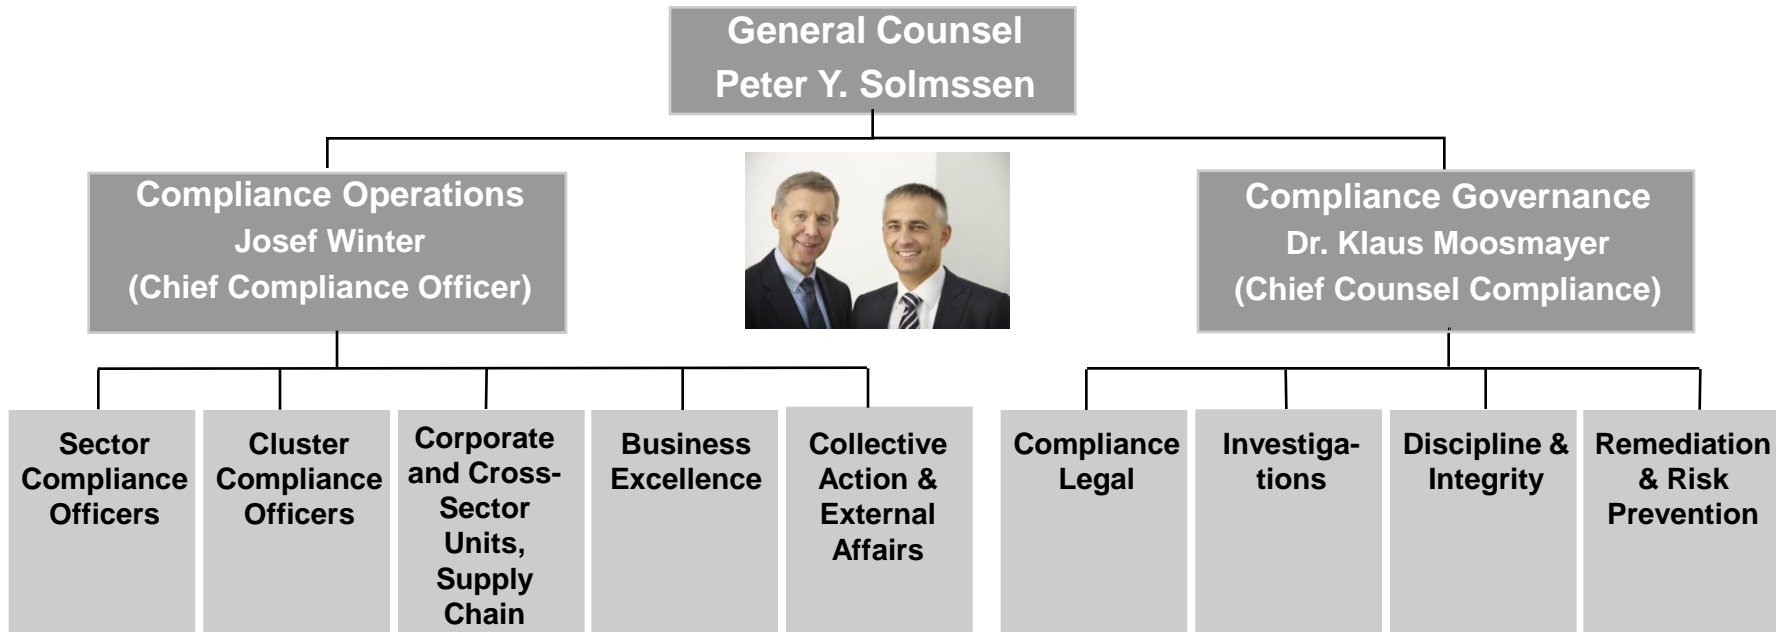 General Counsel
Peter Y. Solmssen
Compliance Operations
Josef Winter
(Chief Compliance Officer)
Compliance Governance
Dr. Klaus Moosmayer
(Chief Counsel Compliance)
Sector
Compliance
Officers
Cluster
Compliance
Officers
Corporate
and Cross-
Sector
Units,
Supply
Chain
Business
Excellence
Collective
Action &
External
Affairs
Compliance
Legal
Investiga-
tions
Discipline &
Integrity
Remediation
& Risk
Prevention